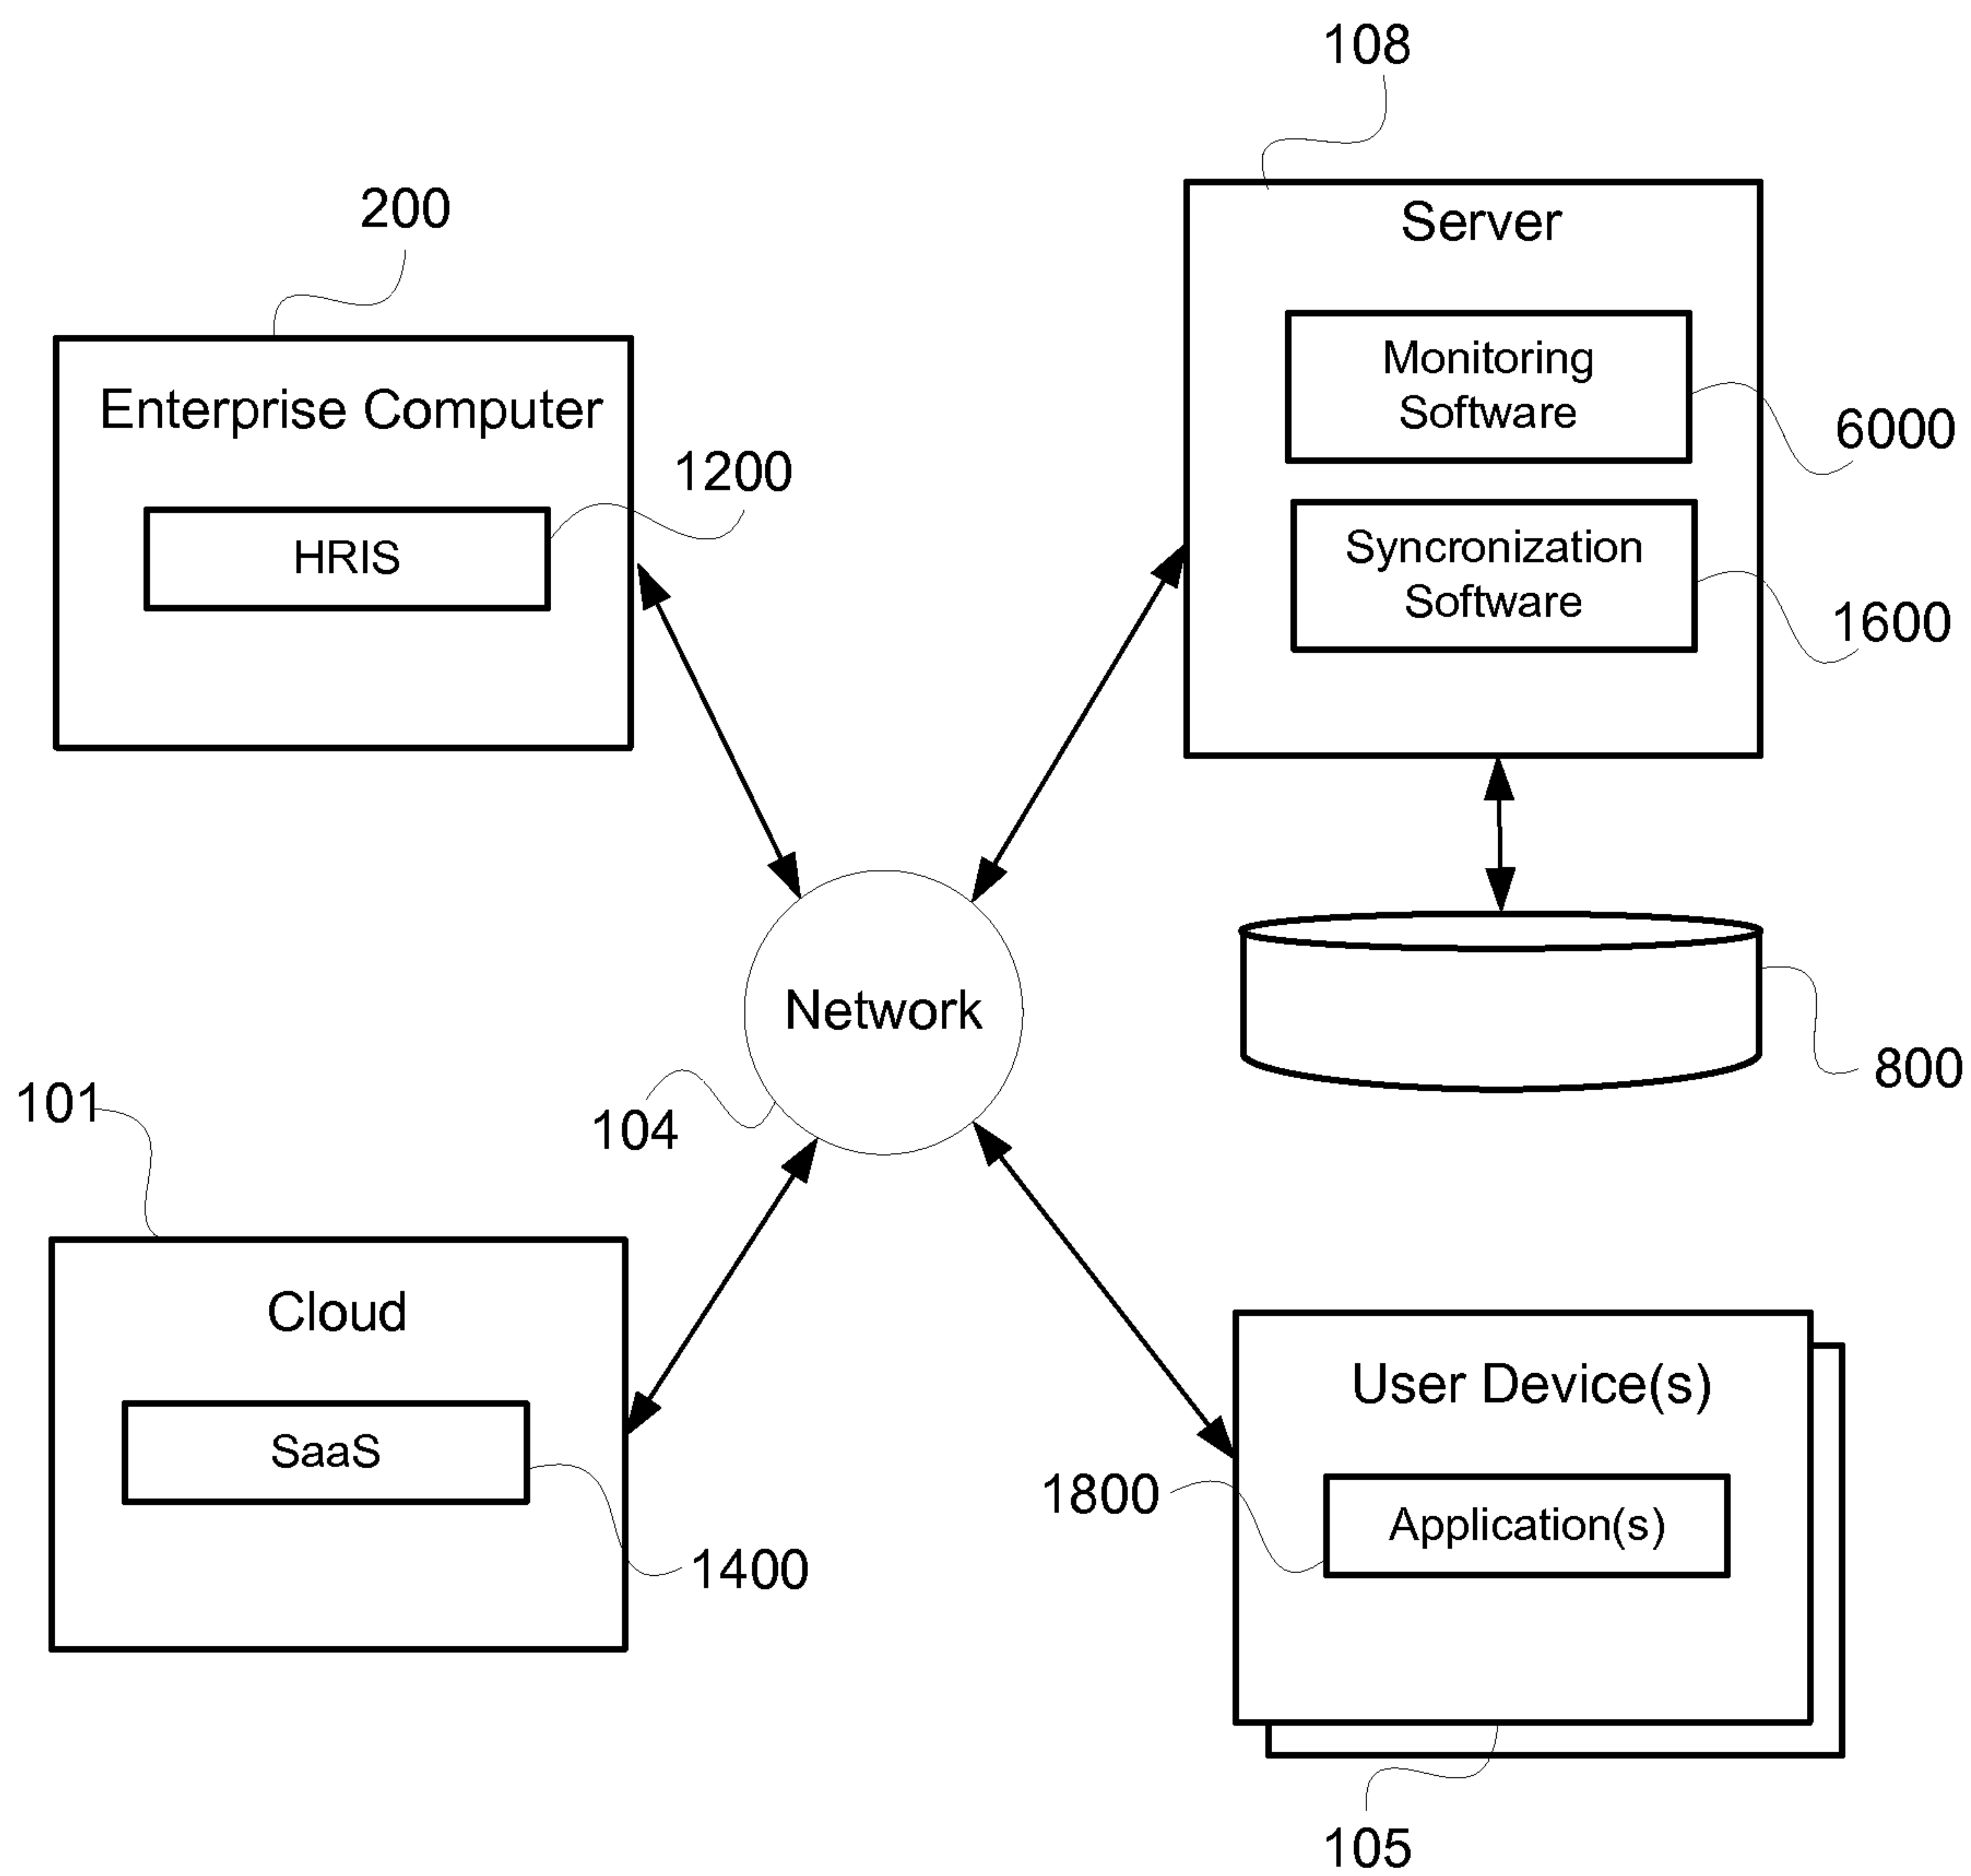 108
Server
200
Monitoring
Software
Enterprise Computer
6000
1200
HRIS
Syncronization
Software
1600
Network
800
101
104
Cloud
User Device(s)
SaaS
1800
Application(s)
1400
105